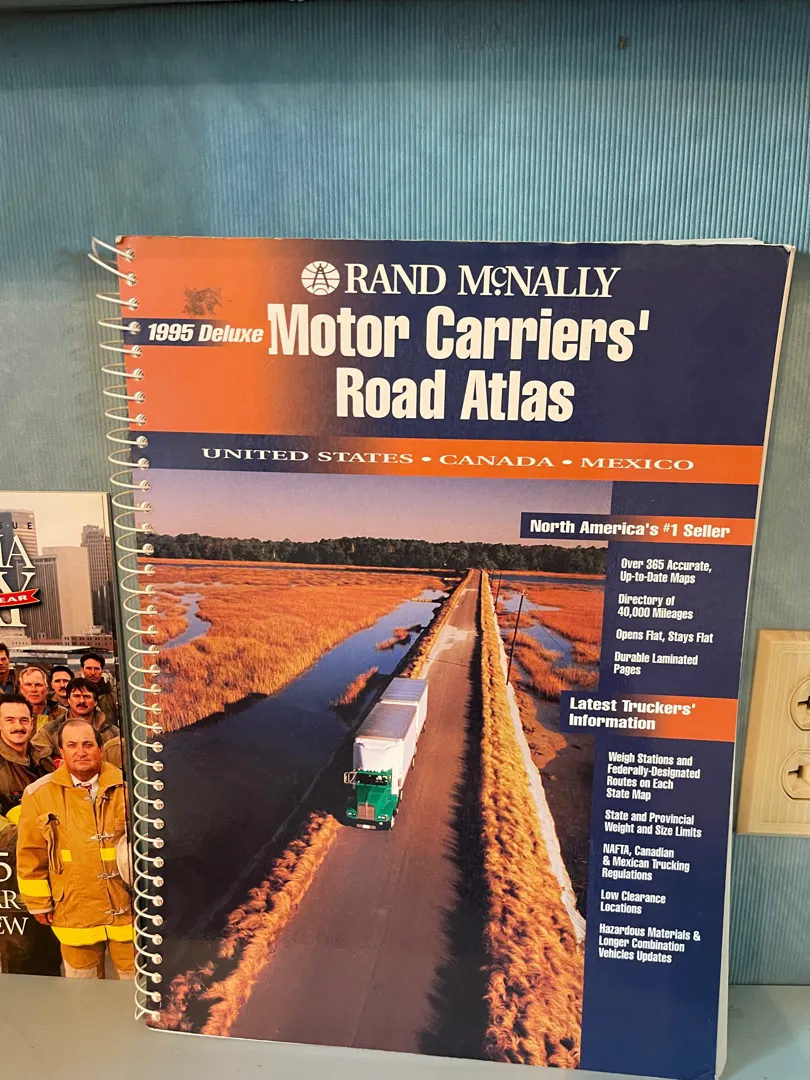 RAND McNALLY
1995 Deluxe
Motor Carriers'
Road Atlas
UNITED STATES • CANADA • MEXICO
North America's #1 Seller
Over 365 Accurate,
Up-to-Date Maps
Directory of
40,000 Mileages
Opens Flat, Stays Flat
Durable Laminated
Pages
Latest Truckers'
Information
Weigh Stations and
Federally-Designated
Routes on Each
State Map
State and Provincial
Weight and Size Limits
NAFTA, Canadian
& Mexican Trucking
Regulations
Low Clearance
Locations
Hazardous Materials &
Longer Combination
Vehicles Updates